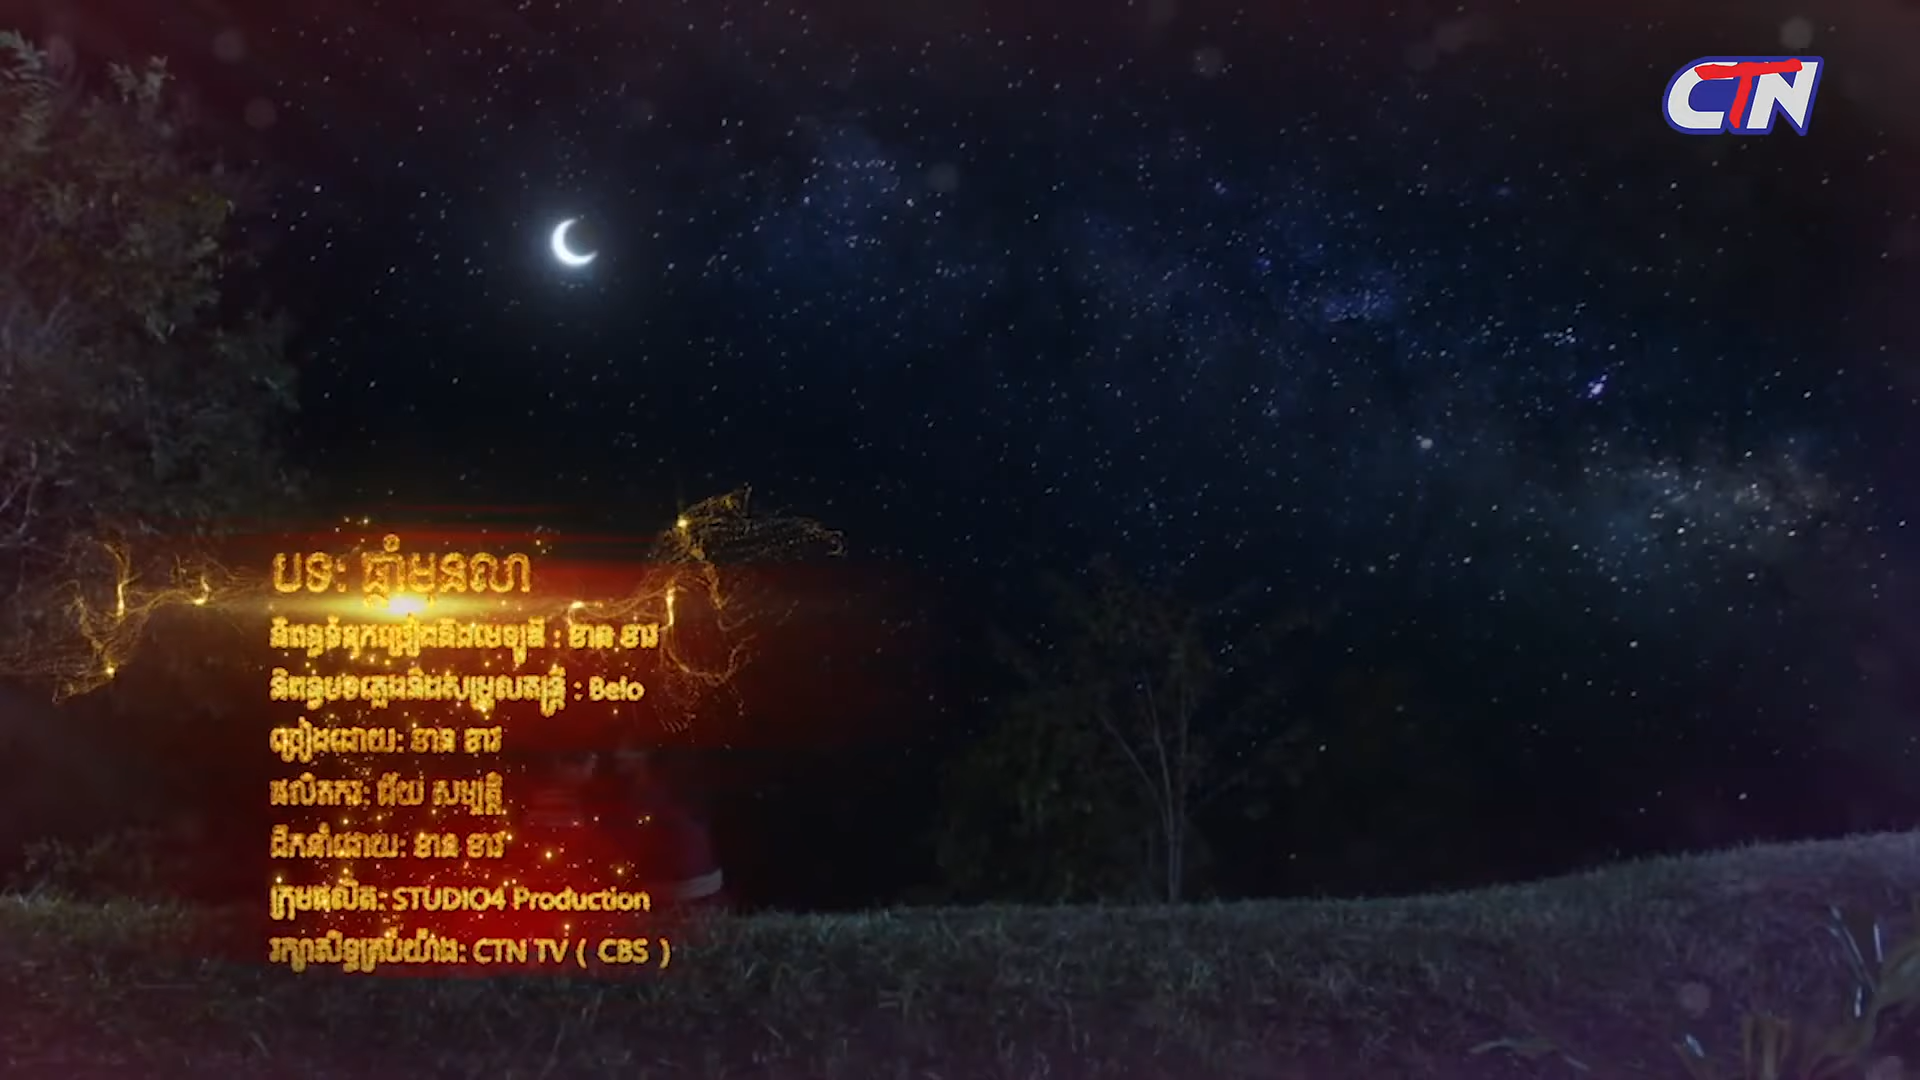 CTN
បទ: ផ្កាំមុនលា
និពន្ធទំនុកច្រៀងនិងមេឡូឌី : ខាន ខាវ
និពន្ធបទភ្លេងនិងសម្រួលតន្ត្រី : Belo
ច្រៀងដោយ: ខាន ខាវ
ផលិតករ: ជ័យ សម្បត្តិ
ដឹកនាំដោយ: ខាន ខាវ
ក្រុមផលិត: STUDIO4 Production
រក្សាសិទ្ធគ្រប់យ៉ាង: CTN TV ( CBS )